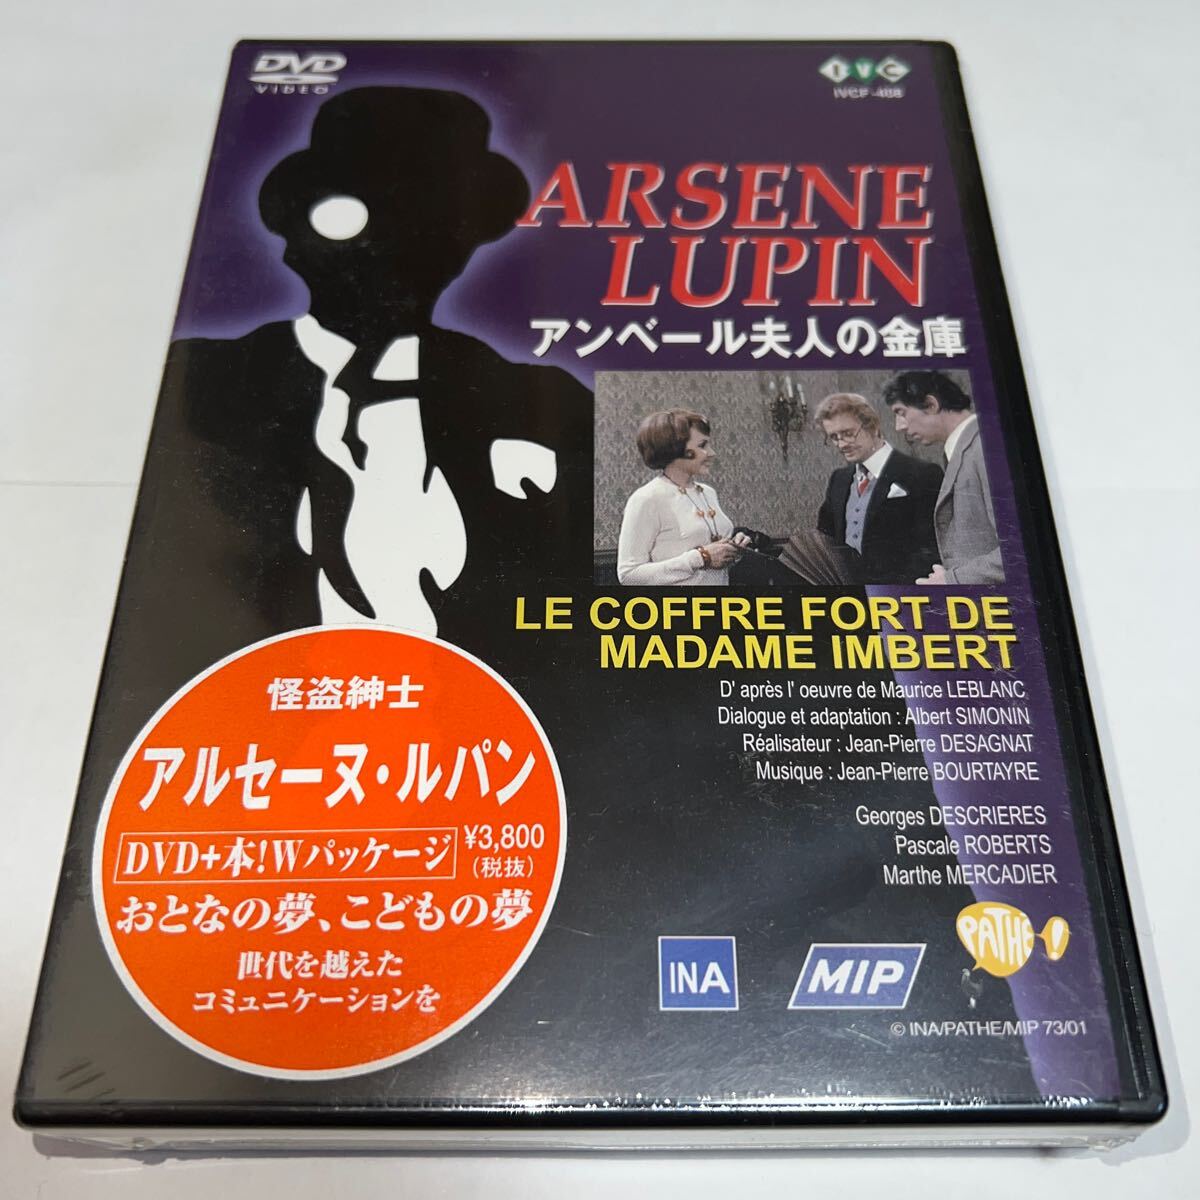 DVD
VIDEO
IVC
IVCF-408
ARSENE
LUPIN
アンベール夫人の金庫
LE COFFRE FORT DE
MADAME IMBERT
D' après l' oeuvre de Maurice LEBLANC
Dialogue et adaptation : Albert SIMONIN
Réalisateur : Jean-Pierre DESAGNAT
Musique : Jean-Pierre BOURTAYRE
Georges DESCRIERES
Pascale ROBERTS
Marthe MERCADIER
怪盗紳士
アルセーヌ・ルパン
DVD+本!Wパッケージ
¥3,800
(税抜)
おとなの夢、こどもの夢
世代を越えた
コミュニケーションを
INA
MIP
PATHE!
© INA/PATHE/MIP 73/01